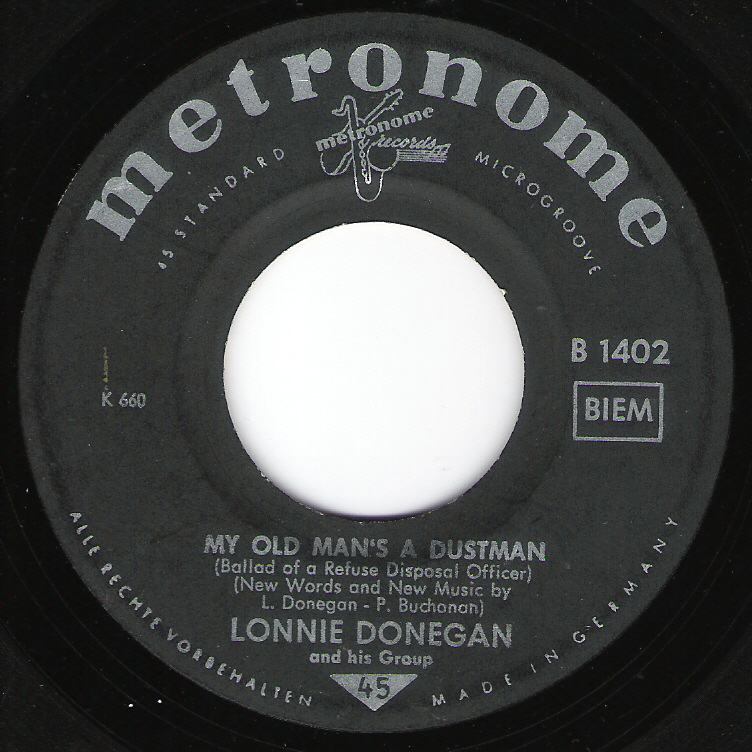 metronome
metronome
records
45 STANDARD MICROGROOVE
B 1402
BIEM
K 660
MY OLD MAN'S A DUSTMAN
(Ballad of a Refuse Disposal Officer)
(New Words and New Music by
L. Donegan - P. Buchanan)
LONNIE DONEGAN
and his Group
45
ALLE RECHTE VORBEHALTEN
MADE IN GERMANY